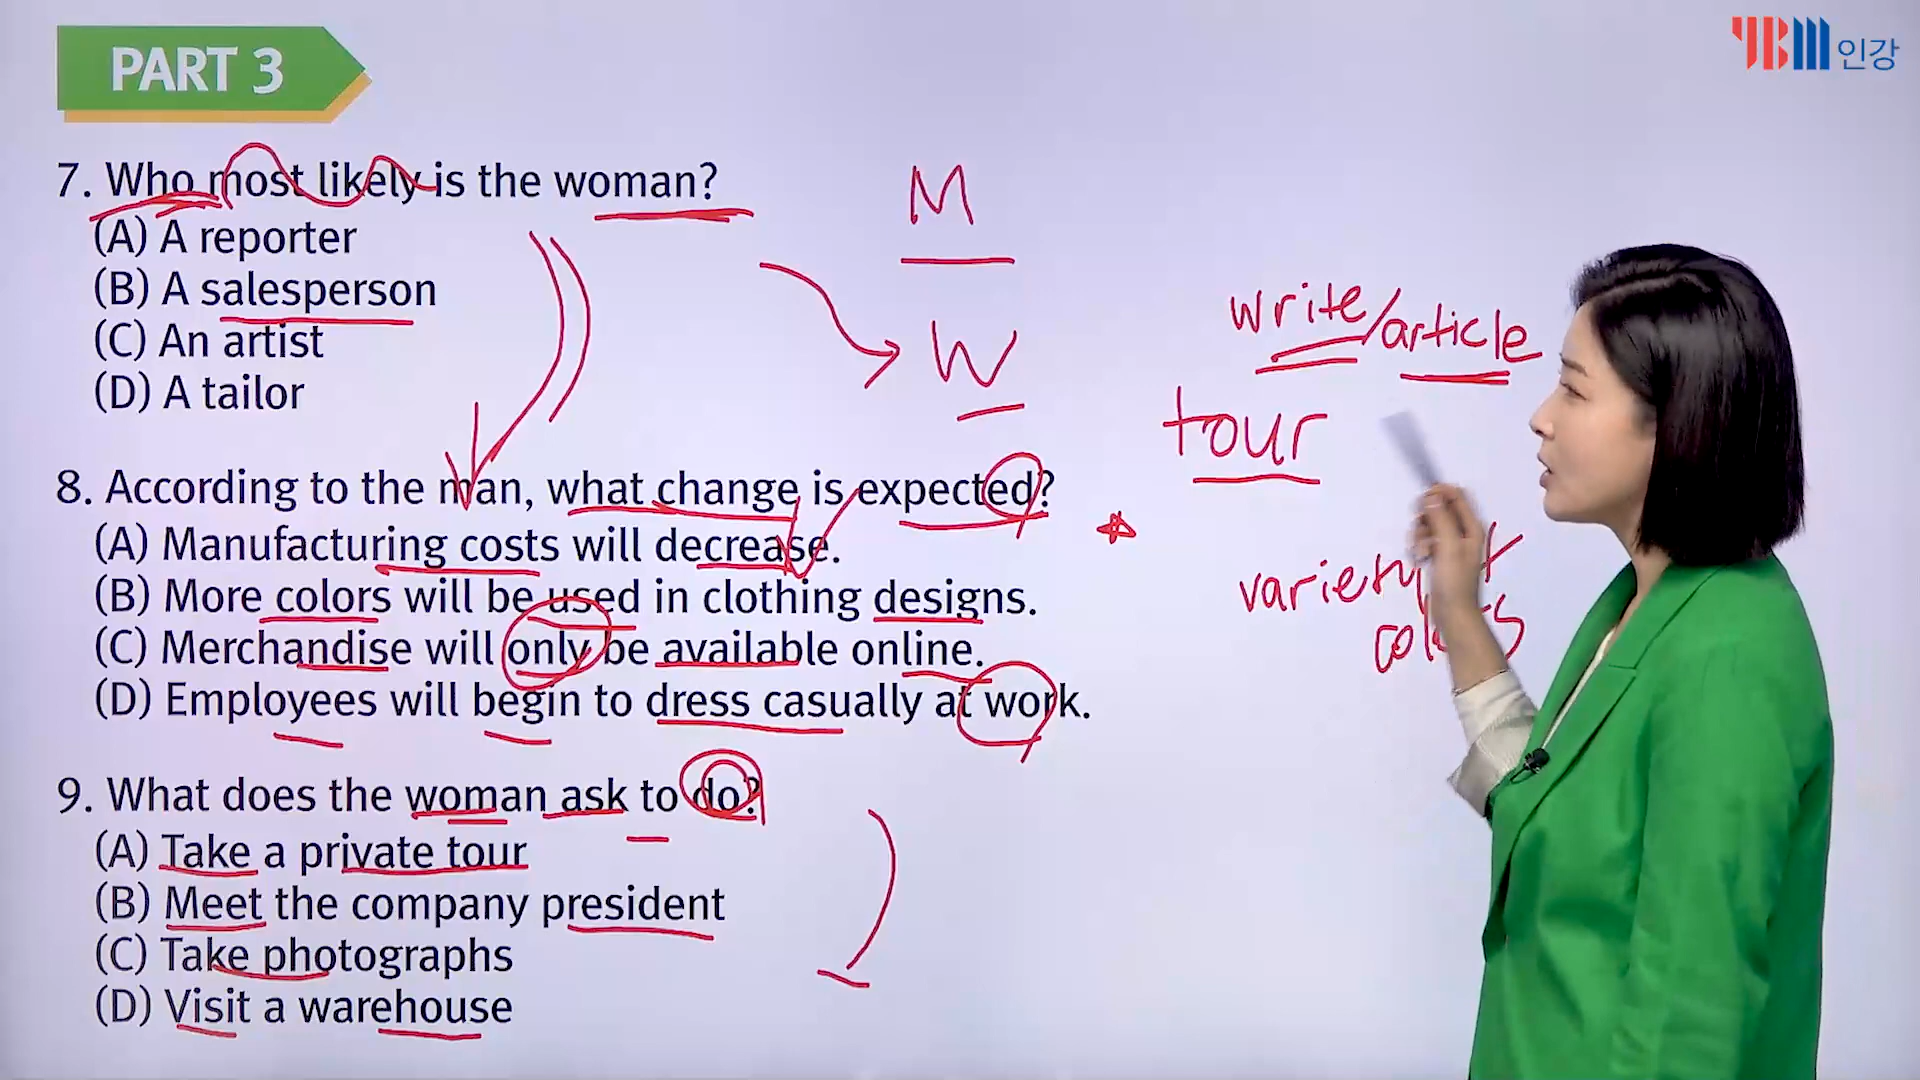 PART 3
YBM 인강
7. Who most likely is the woman?
(A) A reporter
(B) A salesperson
(C) An artist
(D) A tailor
M
W
write/article
tour
8. According to the man, what change is expected?
(A) Manufacturing costs will decrease.
(B) More colors will be used in clothing designs.
(C) Merchandise will only be available online.
(D) Employees will begin to dress casually at work.
variety
9. What does the woman ask to do?
(A) Take a private tour
(B) Meet the company president
(C) Take photographs
(D) Visit a warehouse